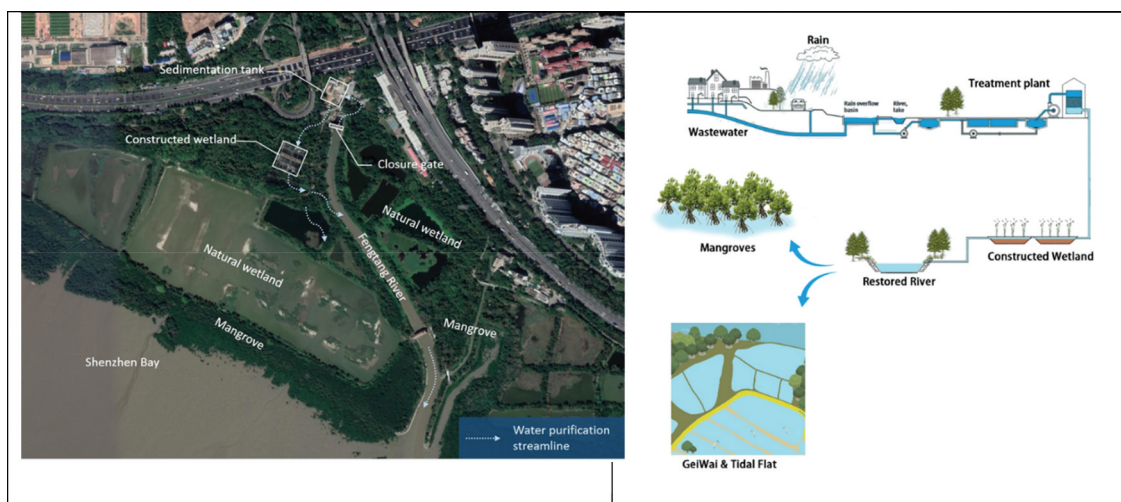 Sedimentation tank
Constructed wetland
Closure gate
Natural wetland
Natural wetland
Fengtang River
Mangrove
Mangrove
Shenzhen Bay
Water purification
streamline
Rain
Treatment plant
Rain overflow
basin
River,
lake
Wastewater
Mangroves
Constructed Wetland
Restored River
GeiWai & Tidal Flat